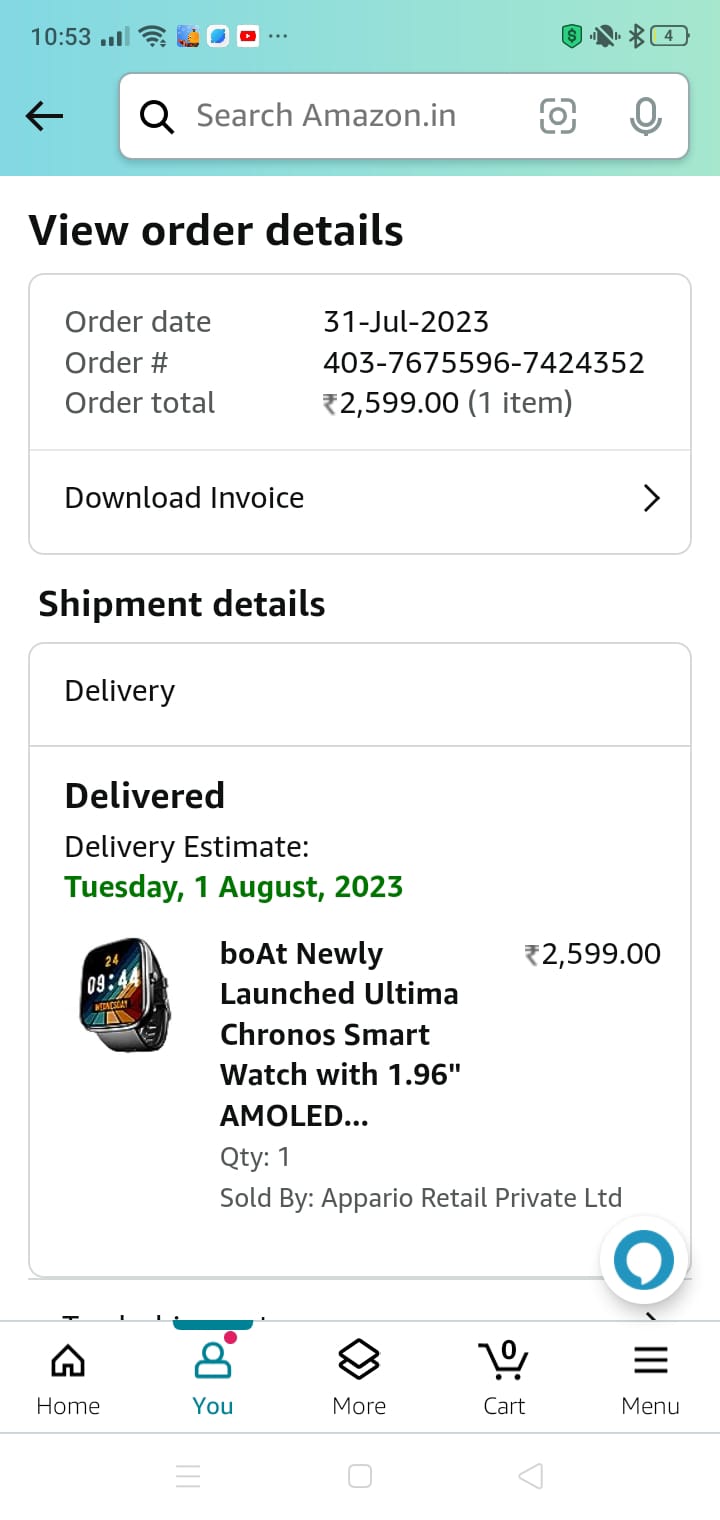 10:53
4
Search Amazon.in
View order details
Order date 31-Jul-2023
Order # 403-7675596-7424352
Order total ₹2,599.00 (1 item)
Download Invoice
Shipment details
Delivery
Delivered
Delivery Estimate:
Tuesday, 1 August, 2023
24
09:44
WEDNESDAY
boAt Newly ₹2,599.00
Launched Ultima
Chronos Smart
Watch with 1.96"
AMOLED...
Qty: 1
Sold By: Appario Retail Private Ltd
0
Home You More Cart Menu